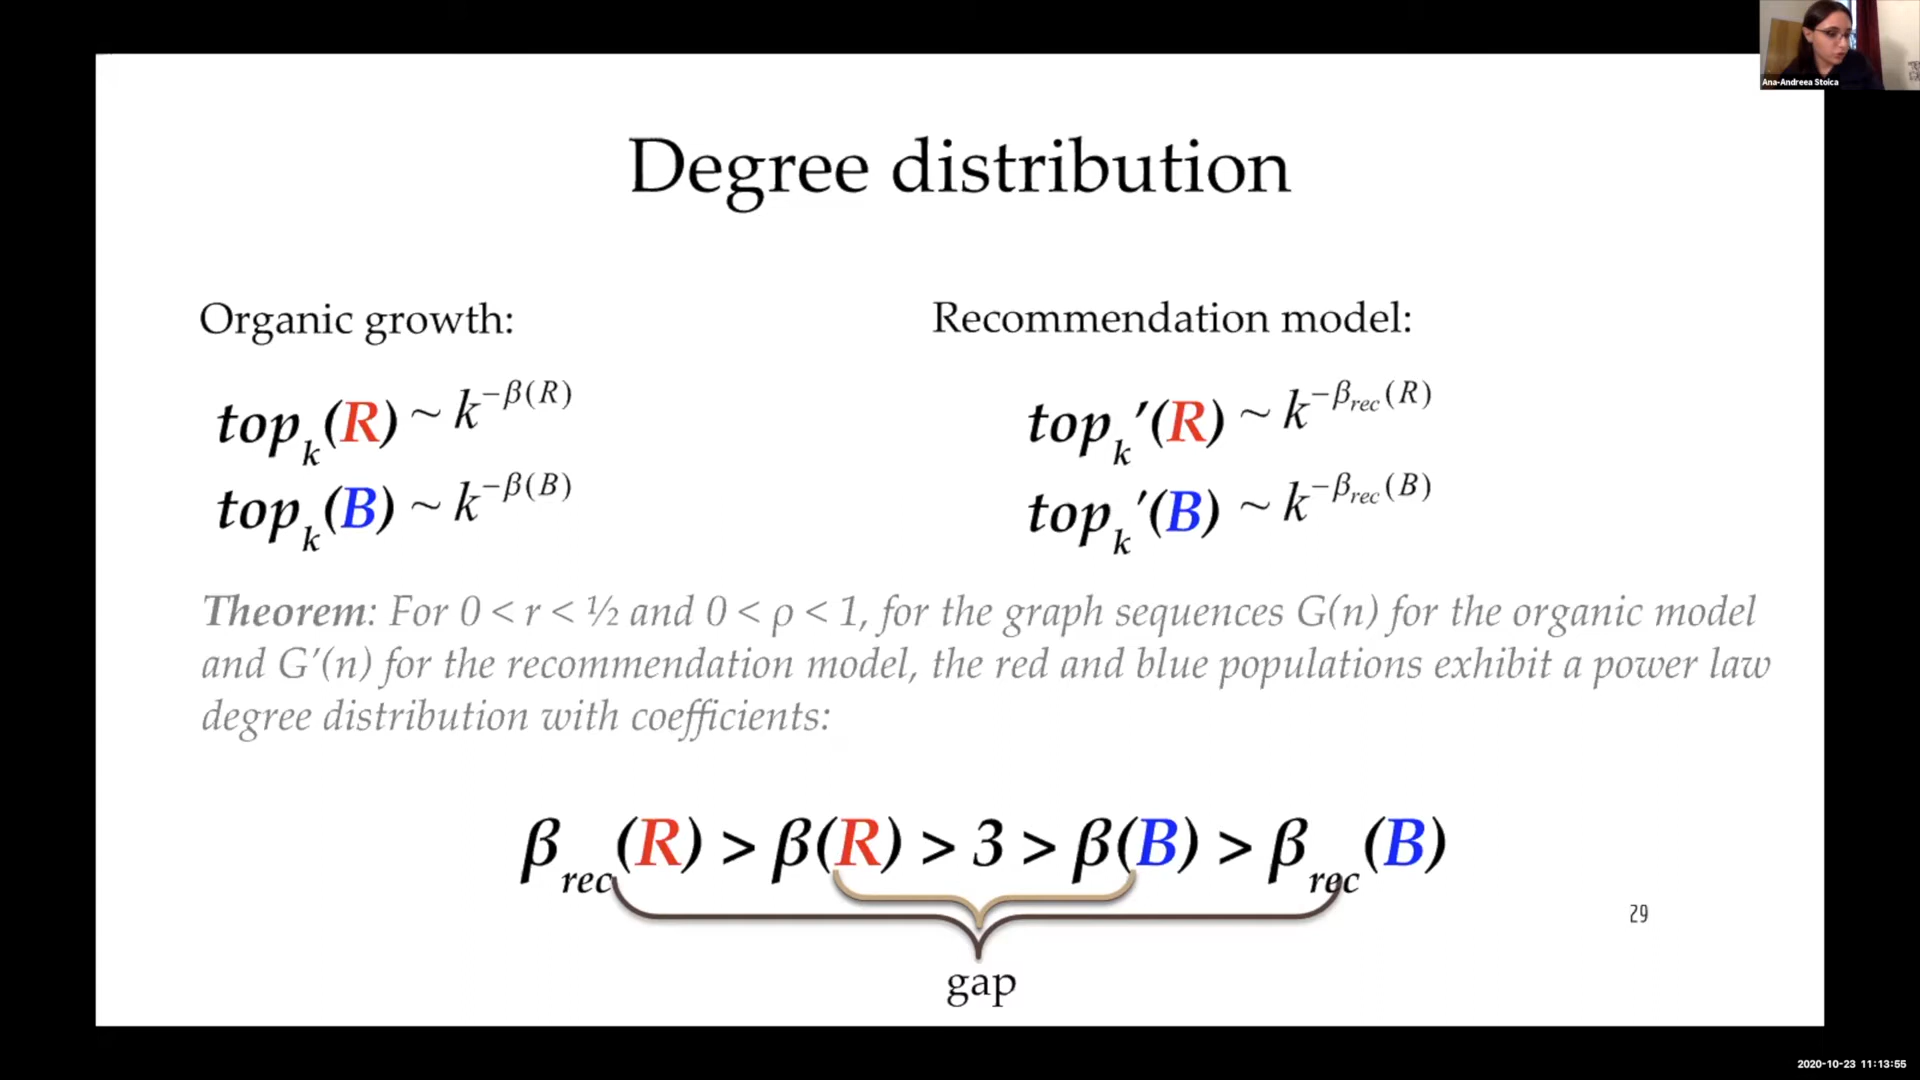 Ana-Andreea Stoica
Degree distribution
Organic growth:
Recommendation model:
top_k(R) ~ k^{−β(R)}
top_k′(R) ~ k^{−β_rec(R)}
top_k(B) ~ k^{−β(B)}
top_k′(B) ~ k^{−β_rec(B)}
Theorem: For 0 < r < ½ and 0 < ρ < 1, for the graph sequences G(n) for the organic model
and G′(n) for the recommendation model, the red and blue populations exhibit a power law
degree distribution with coefficients:
β_rec(R) > β(R) > 3 > β(B) > β_rec(B)
29
gap
2020-10-23 11:13:55